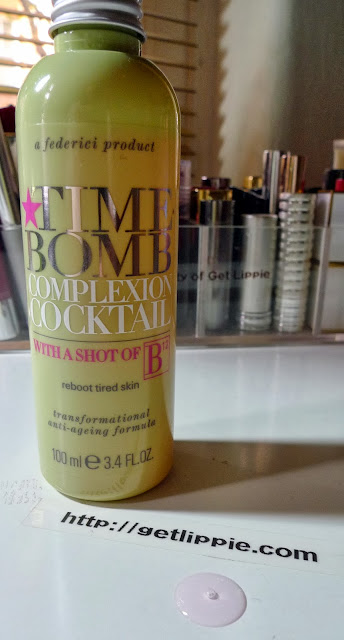 a federici product
TIME
BOMB
COMPLEXION
COCKTAIL
WITH A SHOT OF B12
reboot tired skin
transformational
anti-ageing formula
100 ml e 3.4 FL.OZ.
of Get Lippie
http://getlippie.com